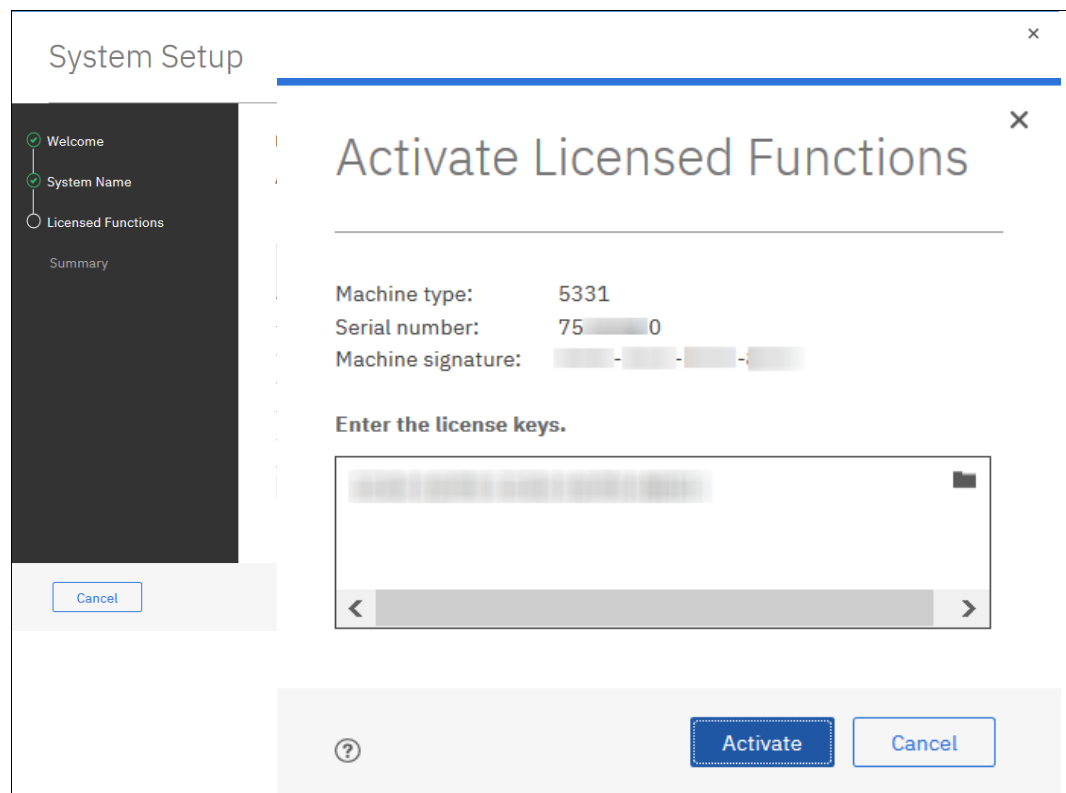 System Setup
Welcome
System Name
Licensed Functions
Summary
Cancel
Activate Licensed Functions
Machine type: 5331
Serial number: 75 0
Machine signature: - - -
Enter the license keys.
Activate
Cancel